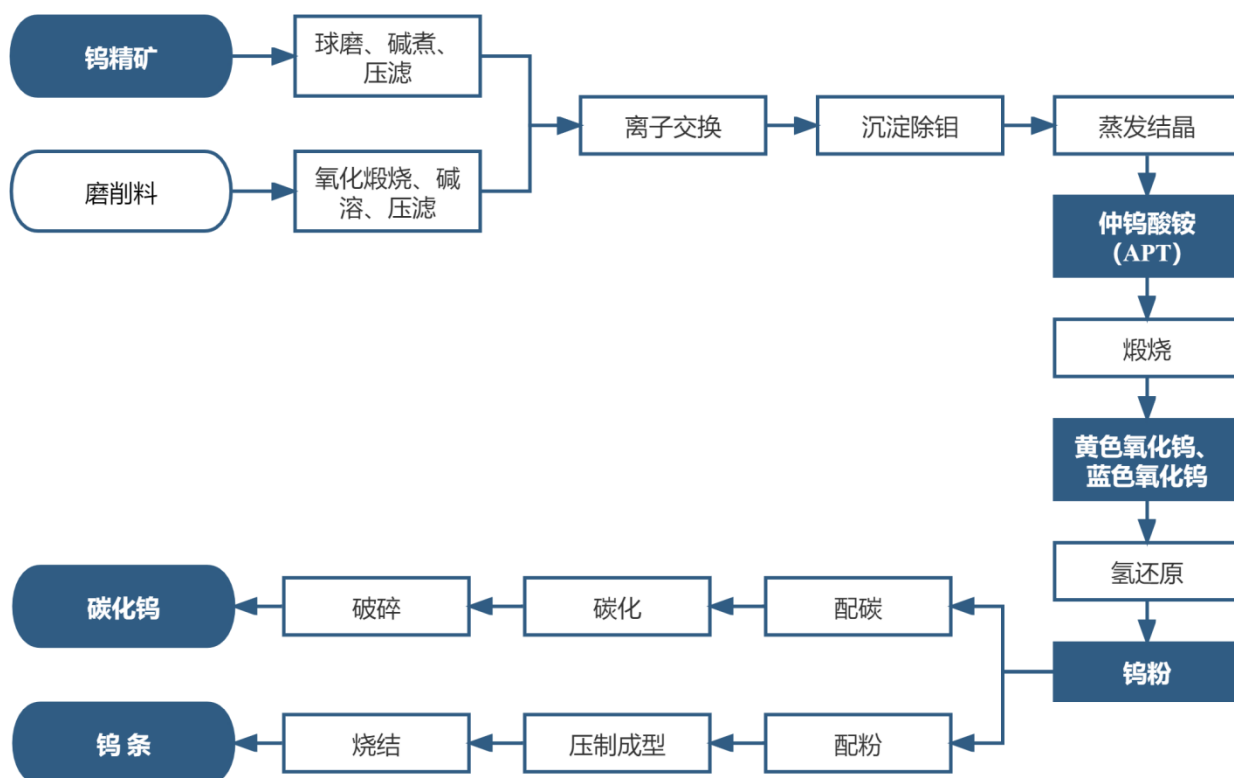 钨精矿
球磨、碱煮、
压滤
离子交换
沉淀除钼
蒸发结晶
磨削料
氧化煅烧、碱
溶、压滤
仲钨酸铵
（APT）
煅烧
黄色氧化钨、
蓝色氧化钨
氢还原
碳化钨
破碎
碳化
配碳
钨粉
钨 条
烧结
压制成型
配粉